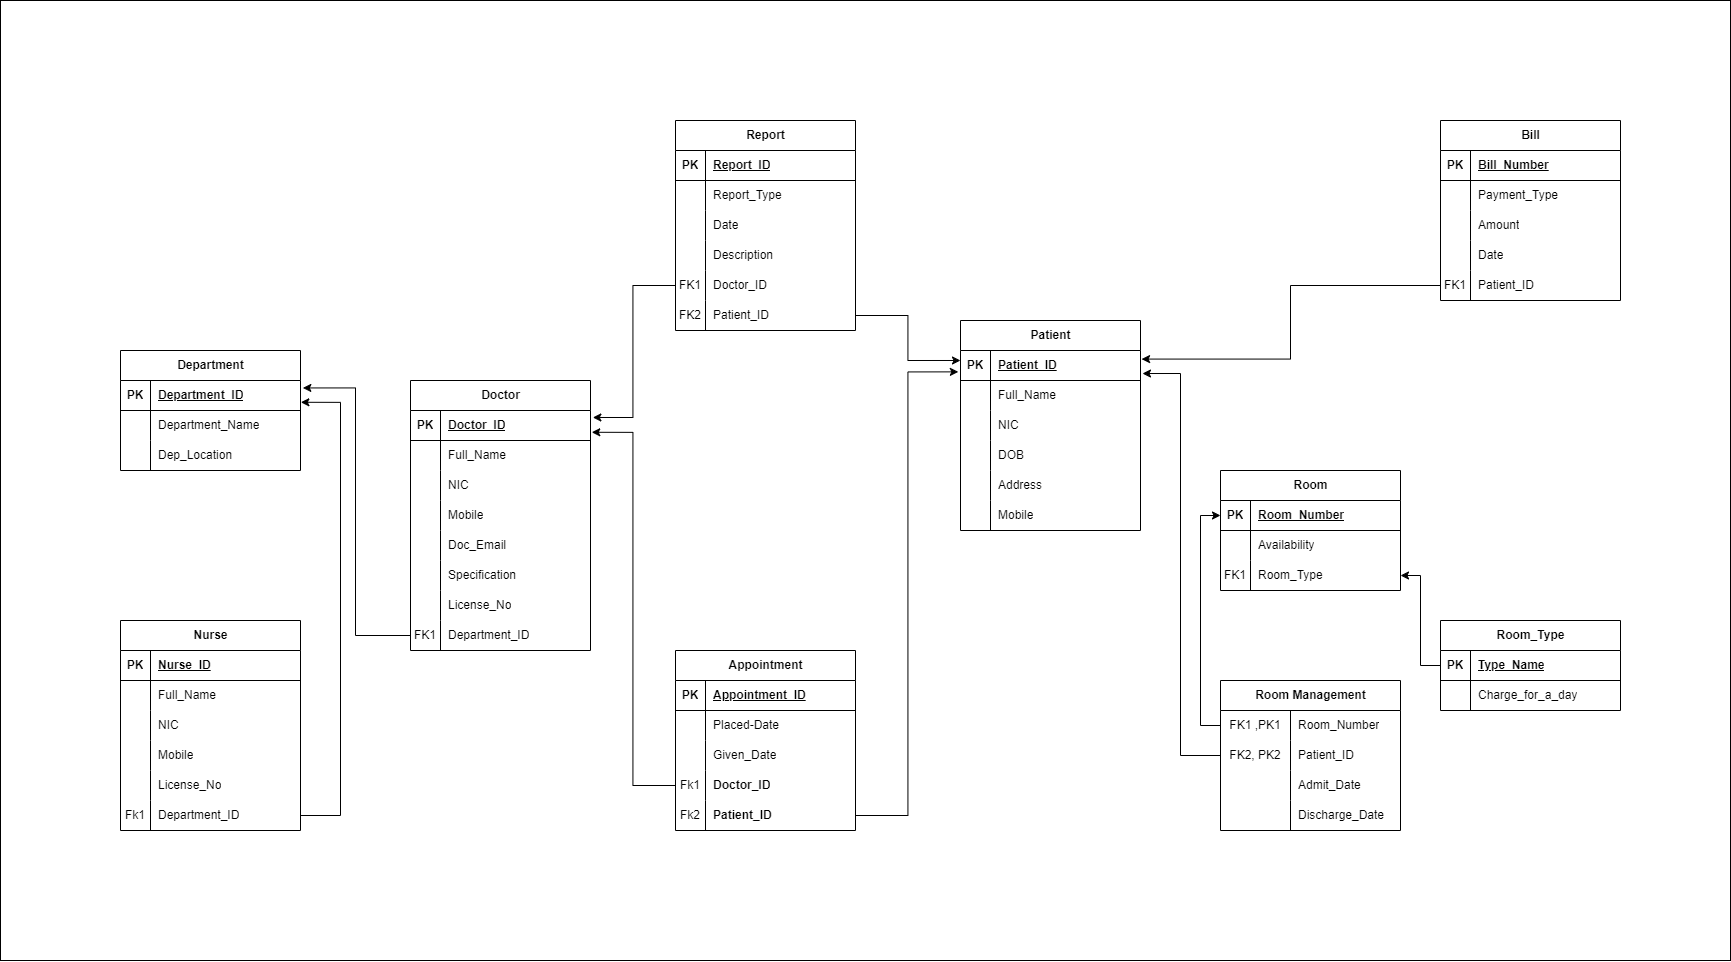 Report
PK Report_ID
Report_Type
Date
Description
FK1 Doctor_ID
FK2 Patient_ID
Bill
PK Bill_Number
Payment_Type
Amount
Date
FK1 Patient_ID
Patient
PK Patient_ID
Full_Name
NIC
DOB
Address
Mobile
Department
PK Department_ID
Department_Name
Dep_Location
Doctor
PK Doctor_ID
Full_Name
NIC
Mobile
Doc_Email
Specification
License_No
FK1 Department_ID
Room
PK Room_Number
Availability
FK1 Room_Type
Nurse
PK Nurse_ID
Full_Name
NIC
Mobile
License_No
Fk1 Department_ID
Appointment
PK Appointment_ID
Placed-Date
Given_Date
Fk1 Doctor_ID
Fk2 Patient_ID
Room_Type
PK Type_Name
Charge_for_a_day
Room Management
FK1 ,PK1 Room_Number
FK2, PK2 Patient_ID
Admit_Date
Discharge_Date